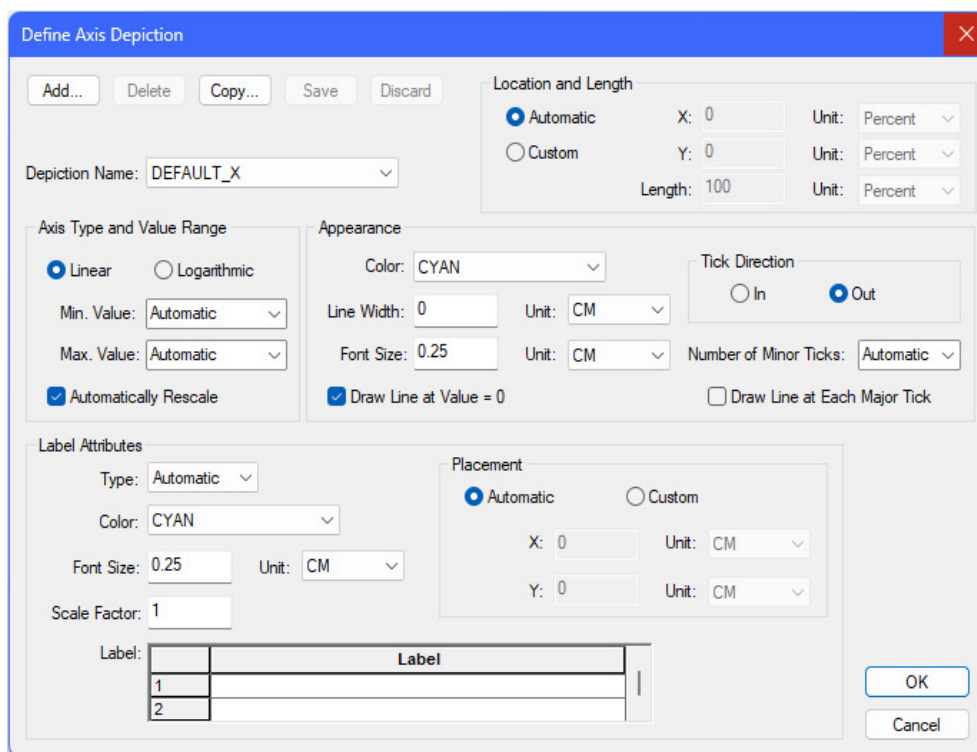 Define Axis Depiction
Add... Delete Copy... Save Discard
Depiction Name: DEFAULT_X
Location and Length
Automatic X: 0 Unit: Percent
Custom Y: 0 Unit: Percent
Length: 100 Unit: Percent
Axis Type and Value Range
Linear Logarithmic
Min. Value: Automatic
Max. Value: Automatic
Automatically Rescale
Appearance
Color: CYAN
Line Width: 0 Unit: CM
Font Size: 0.25 Unit: CM
Draw Line at Value = 0
Tick Direction
In Out
Number of Minor Ticks: Automatic
Draw Line at Each Major Tick
Label Attributes
Type: Automatic
Color: CYAN
Font Size: 0.25 Unit: CM
Scale Factor: 1
Placement
Automatic Custom
X: 0 Unit: CM
Y: 0 Unit: CM
Label: Label
1
2
OK
Cancel